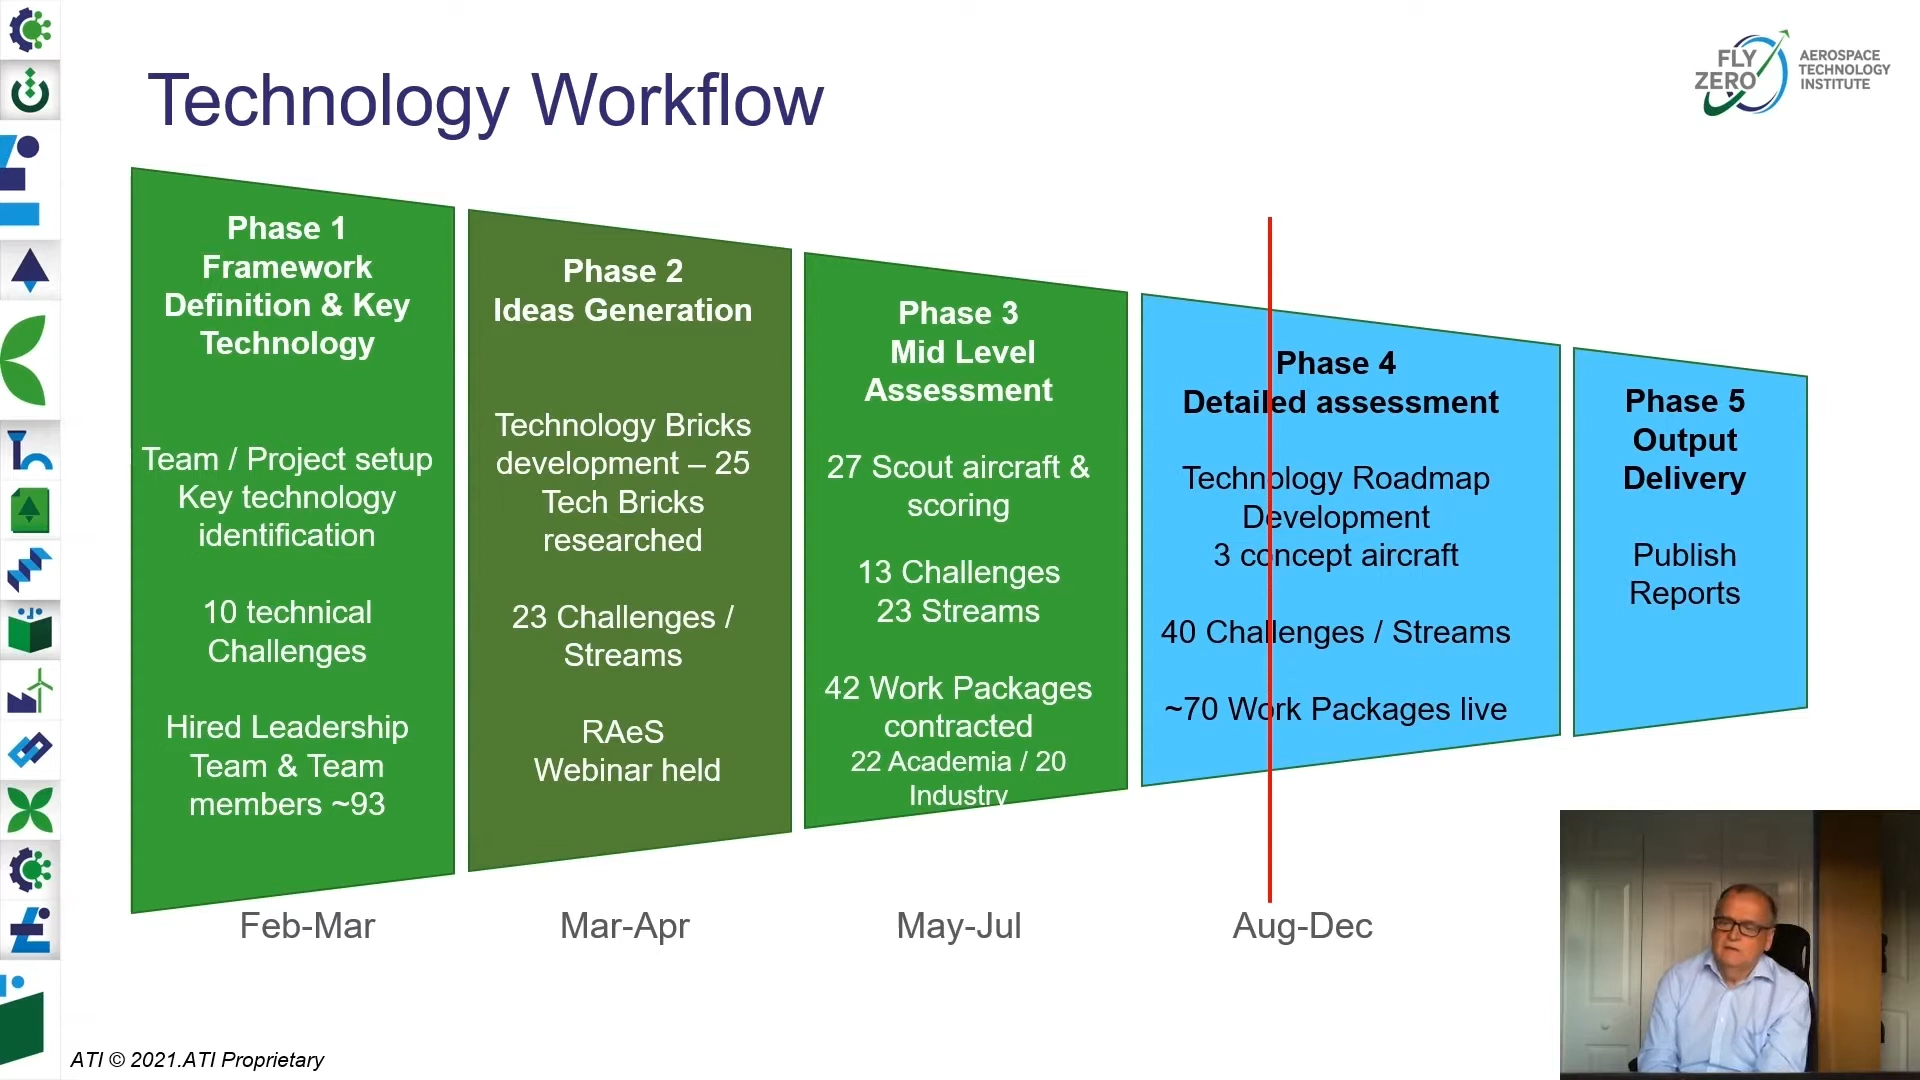 Technology Workflow
FLY
ZERO
AEROSPACE
TECHNOLOGY
INSTITUTE
Phase 1
Framework
Definition & Key
Technology
Team / Project setup
Key technology
identification
10 technical
Challenges
Hired Leadership
Team & Team
members ~93
Phase 2
Ideas Generation
Technology Bricks
development – 25
Tech Bricks
researched
23 Challenges /
Streams
RAeS
Webinar held
Phase 3
Mid Level
Assessment
27 Scout aircraft &
scoring
13 Challenges
23 Streams
42 Work Packages
contracted
22 Academia / 20
Industry
Phase 4
Detailed assessment
Technology Roadmap
Development
3 concept aircraft
40 Challenges / Streams
~70 Work Packages live
Phase 5
Output
Delivery
Publish
Reports
Feb-Mar
Mar-Apr
May-Jul
Aug-Dec
ATI © 2021.ATI Proprietary